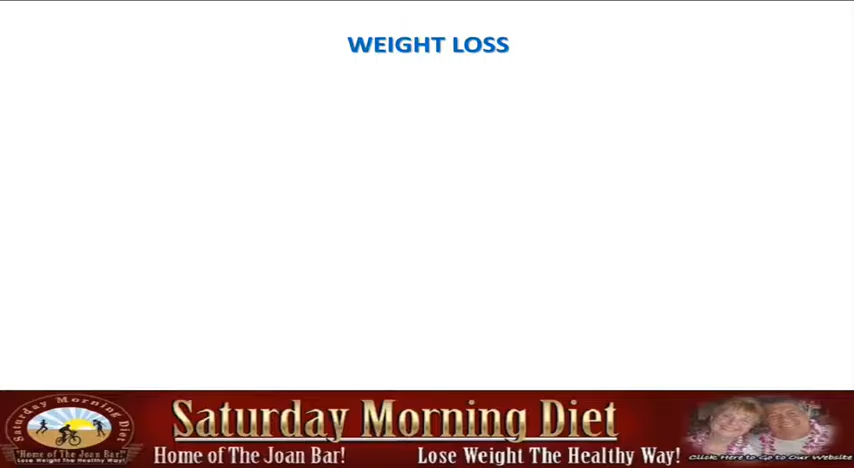 WEIGHT LOSS
Saturday Morning Diet
"Home of The Joan Bar!"
Lose Weight The Healthy Way!
Saturday Morning Diet
Home of The Joan Bar!
Lose Weight The Healthy Way!
Click Here to Go to Our Website